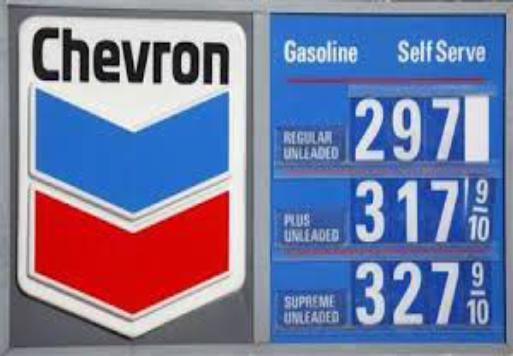 Chevron
Gasoline Self Serve
REGULAR
UNLEADED
297
PLUS
UNLEADED
317 9/10
SUPREME
UNLEADED
327 9/10